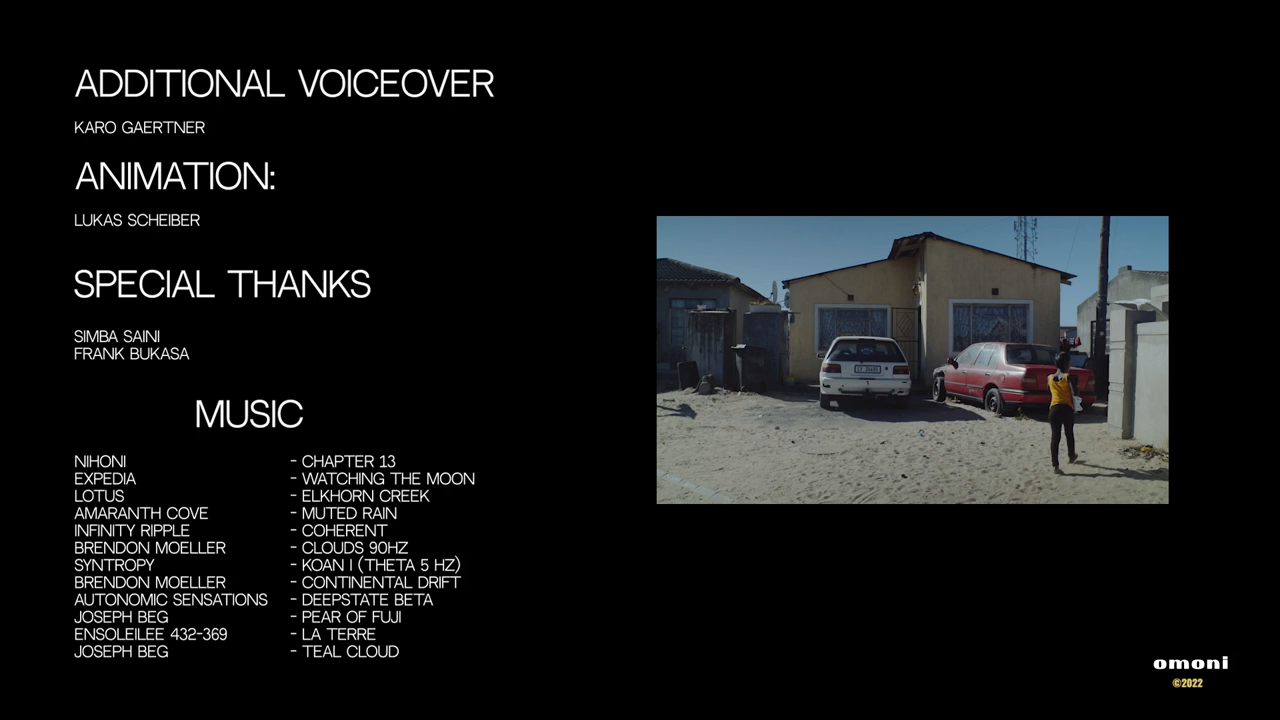 ADDITIONAL VOICEOVER
KARO GAERTNER
ANIMATION:
LUKAS SCHEIBER
SPECIAL THANKS
SIMBA SAINI
FRANK BUKASA
MUSIC
NIHONI - CHAPTER 13
EXPEDIA - WATCHING THE MOON
LOTUS - ELKHORN CREEK
AMARANTH COVE - MUTED RAIN
INFINITY RIPPLE - COHERENT
BRENDON MOELLER - CLOUDS 90HZ
SYNTROPY - KOAN I (THETA 5 HZ)
BRENDON MOELLER - CONTINENTAL DRIFT
AUTONOMIC SENSATIONS - DEEPSTATE BETA
JOSEPH BEG - PEAR OF FUJI
ENSOLEILEE 432-369 - LA TERRE
JOSEPH BEG - TEAL CLOUD
omoni
©2022